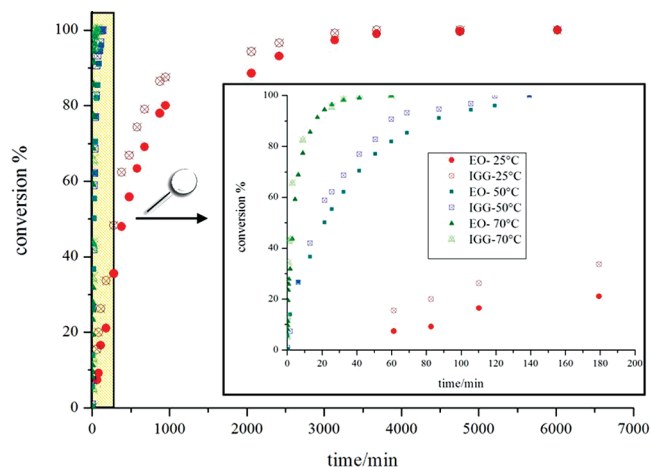 100
80
60
40
20
0
conversion %
0 1000 2000 3000 4000 5000 6000 7000
time/min
100
80
60
40
20
0
conversion %
EO- 25°C
IGG-25°C
EO- 50°C
IGG-50°C
EO- 70°C
IGG-70°C
0 20 40 60 80 100 120 140 160 180 200
time/min